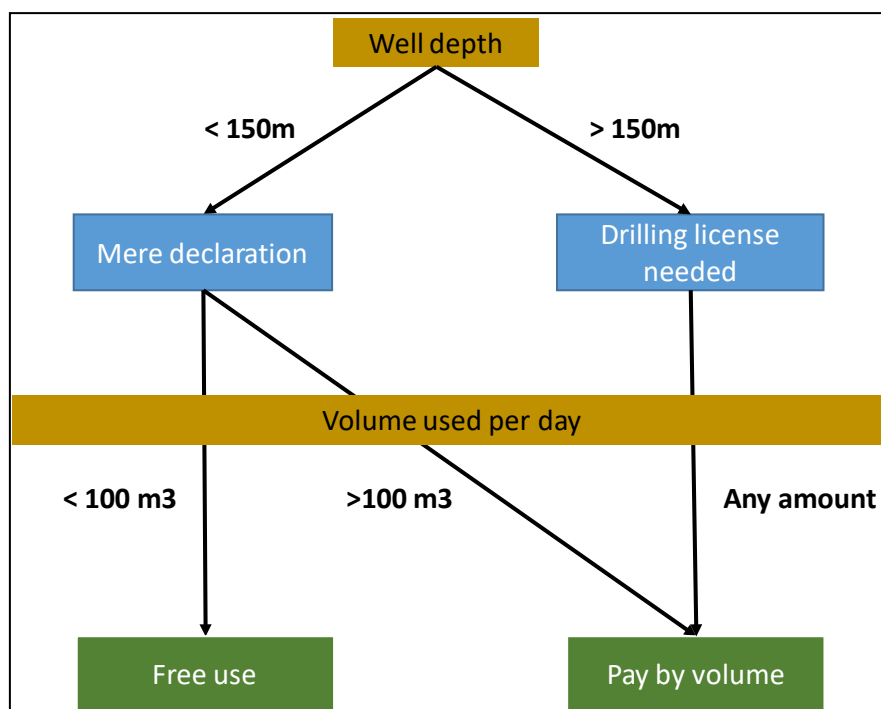 Well depth
< 150m
> 150m
Mere declaration
Drilling license
needed
Volume used per day
< 100 m3
>100 m3
Any amount
Free use
Pay by volume